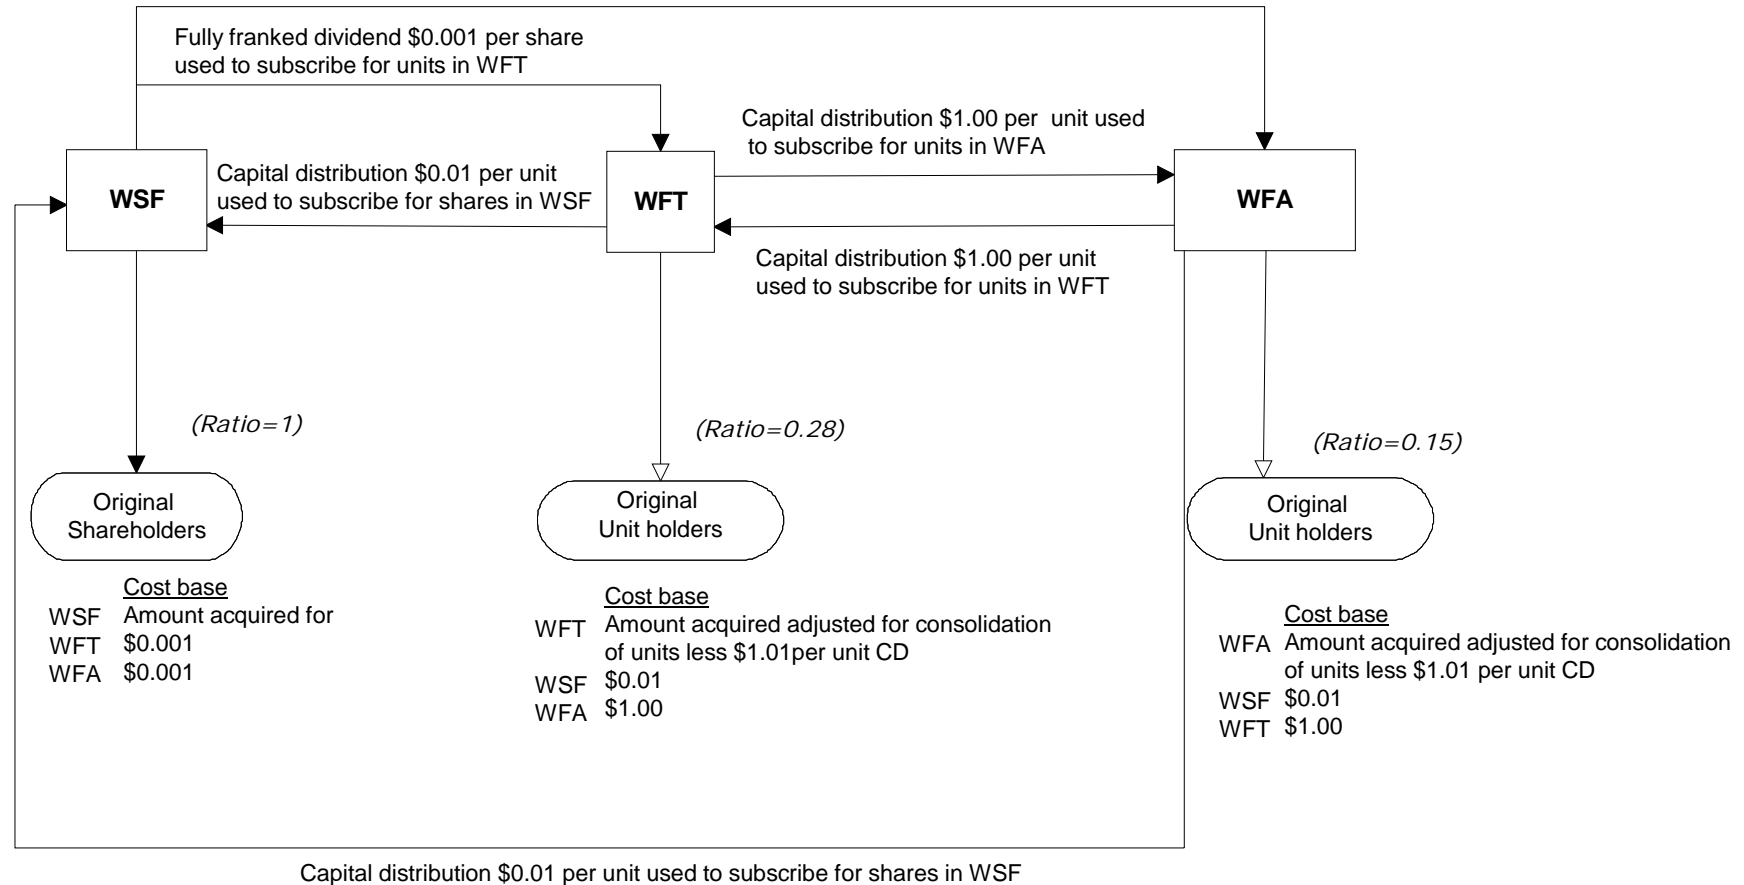 Fully franked dividend $0.001 per share
used to subscribe for units in WFT
Capital distribution $1.00 per unit used
to subscribe for units in WFA
WSF
Capital distribution $0.01 per unit
used to subscribe for shares in WSF
WFT
WFA
Capital distribution $1.00 per unit
used to subscribe for units in WFT
(Ratio=1)
(Ratio=0.28)
(Ratio=0.15)
Original
Shareholders
Original
Unit holders
Original
Unit holders
Cost base
WSF Amount acquired for
WFT $0.001
WFA $0.001
Cost base
WFT Amount acquired adjusted for consolidation
of units less $1.01per unit CD
WSF $0.01
WFA $1.00
Cost base
WFA Amount acquired adjusted for consolidation
of units less $1.01 per unit CD
WSF $0.01
WFT $1.00
Capital distribution $0.01 per unit used to subscribe for shares in WSF